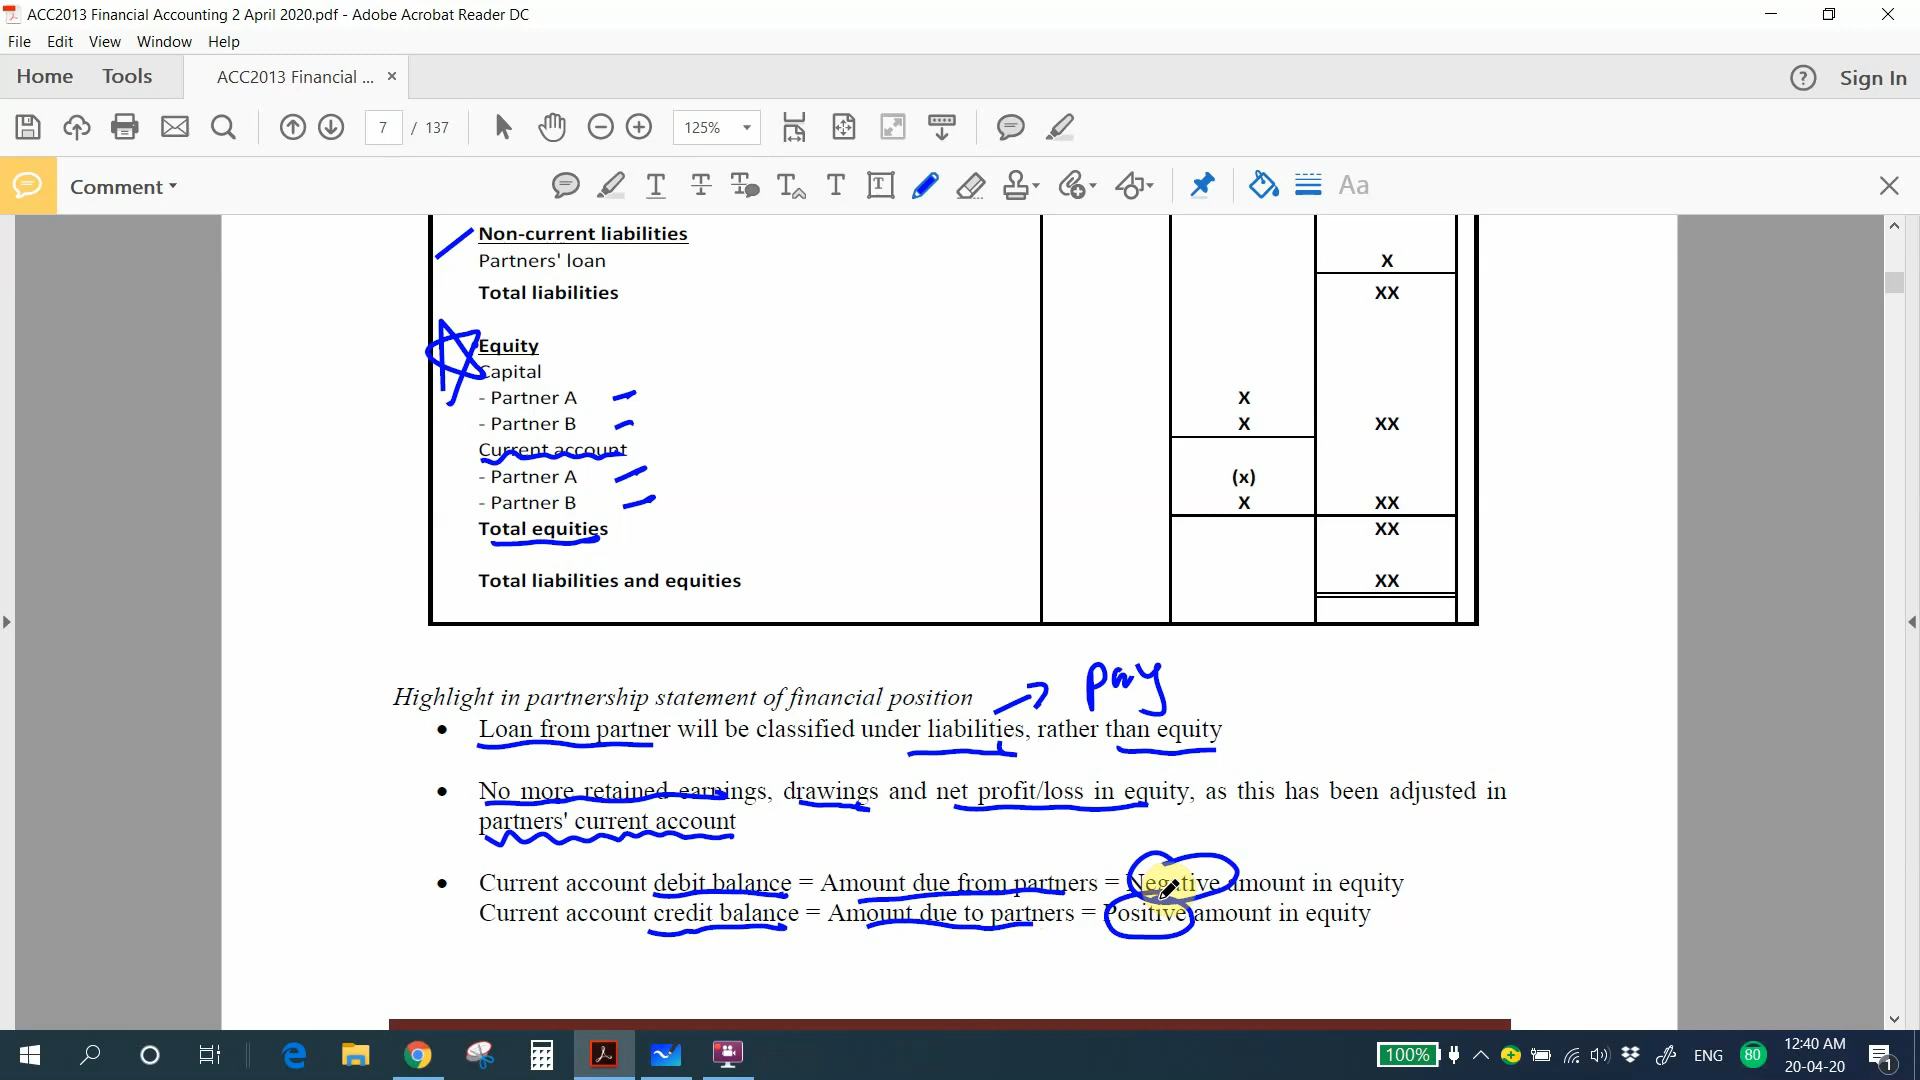 ACC2013 Financial Accounting 2 April 2020.pdf - Adobe Acrobat Reader DC
File Edit View Window Help
Home Tools ACC2013 Financial ... × ? Sign In
7 / 137 125%
Comment T T T T T T Aa
Non-current liabilities
Partners' loan X
Total liabilities XX
Equity
Capital
- Partner A X
- Partner B X XX
Current account
- Partner A (x)
- Partner B X XX
Total equities XX
Total liabilities and equities XX
pay
Highlight in partnership statement of financial position
• Loan from partner will be classified under liabilities, rather than equity
• No more retained earnings, drawings and net profit/loss in equity, as this has been adjusted in
partners' current account
• Current account debit balance = Amount due from partners = Negative amount in equity
Current account credit balance = Amount due to partners = Positive amount in equity
100% ENG 80 12:40 AM
20-04-20 1